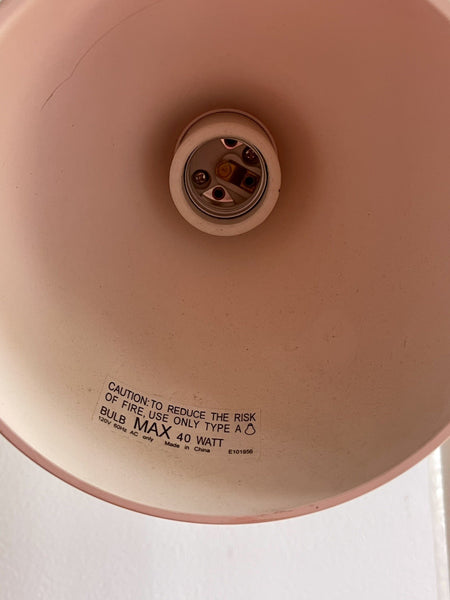 CAUTION: TO REDUCE THE RISK
OF FIRE, USE ONLY TYPE A
BULB MAX 40 WATT
120V 60Hz AC only Made in China E101856